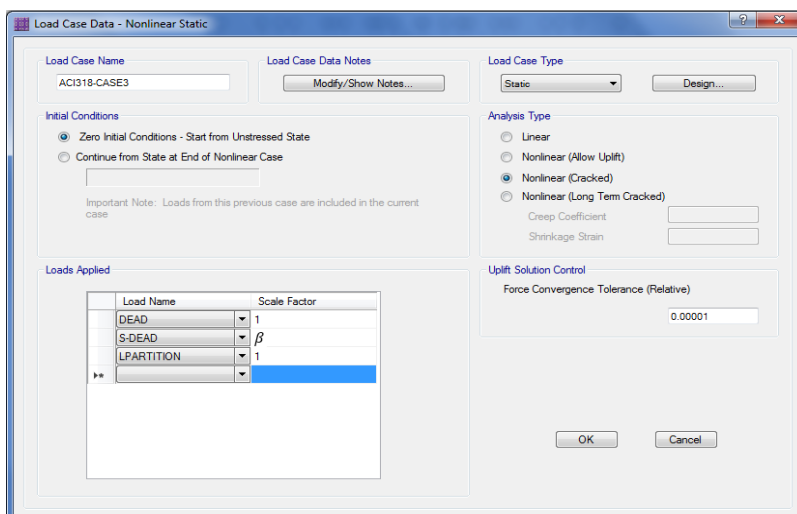 Load Case Data - Nonlinear Static
Load Case Name
ACI318-CASE3
Load Case Data Notes
Modify/Show Notes...
Load Case Type
Static
Design...
Initial Conditions
Zero Initial Conditions - Start from Unstressed State
Continue from State at End of Nonlinear Case
Important Note: Loads from this previous case are included in the current
case
Analysis Type
Linear
Nonlinear (Allow Uplift)
Nonlinear (Cracked)
Nonlinear (Long Term Cracked)
Creep Coefficient
Shrinkage Strain
Loads Applied
Load Name Scale Factor
DEAD 1
S-DEAD β
LPARTITION 1
Uplift Solution Control
Force Convergence Tolerance (Relative)
0.00001
OK Cancel